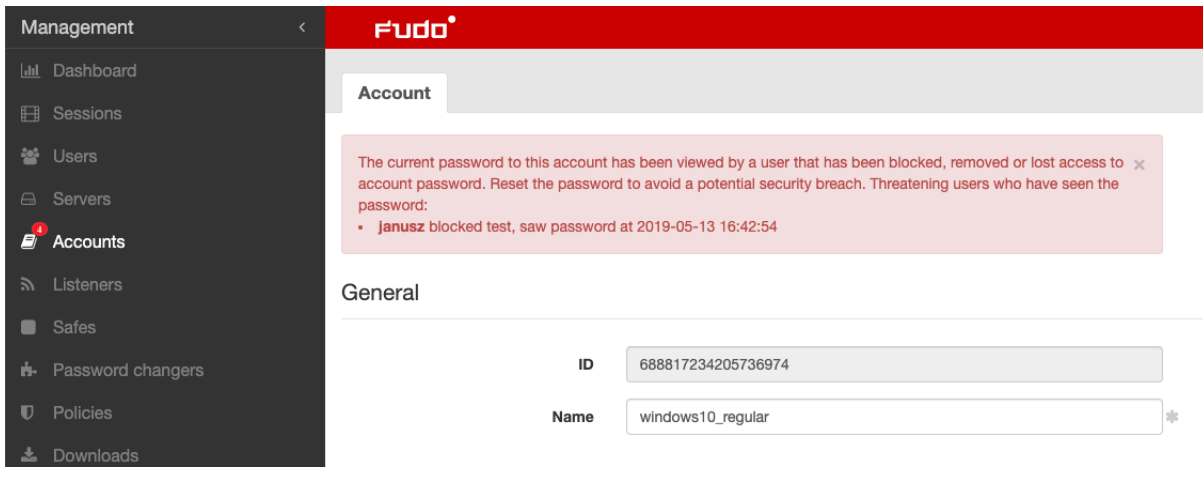 Management
Dashboard
Sessions
Users
Servers
4
Accounts
Listeners
Safes
Password changers
Policies
Downloads
FUDO
Account
The current password to this account has been viewed by a user that has been blocked, removed or lost access to
account password. Reset the password to avoid a potential security breach. Threatening users who have seen the
password:
• janusz blocked test, saw password at 2019-05-13 16:42:54
General
ID 688817234205736974
Name windows10_regular